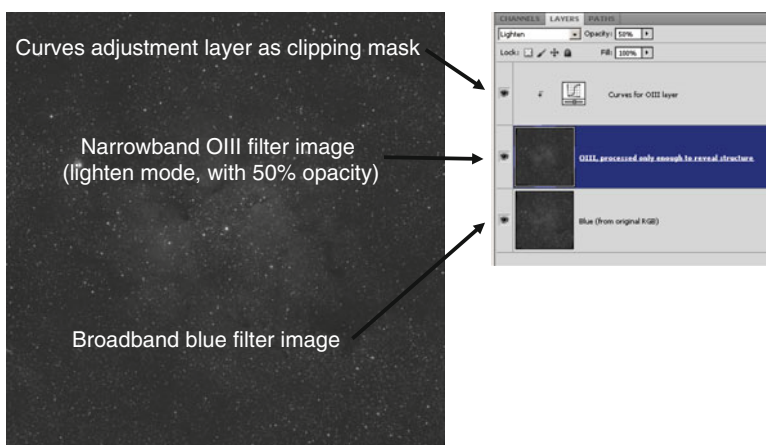 Curves adjustment layer as clipping mask
Narrowband OIII filter image
(lighten mode, with 50% opacity)
Broadband blue filter image
CHANNELS LAYERS PATHS
Lighten Opacity: 50%
Lock: Fill: 100%
Curves for OIII layer
OIII, processed only enough to reveal structure
Blue (from original RGB)